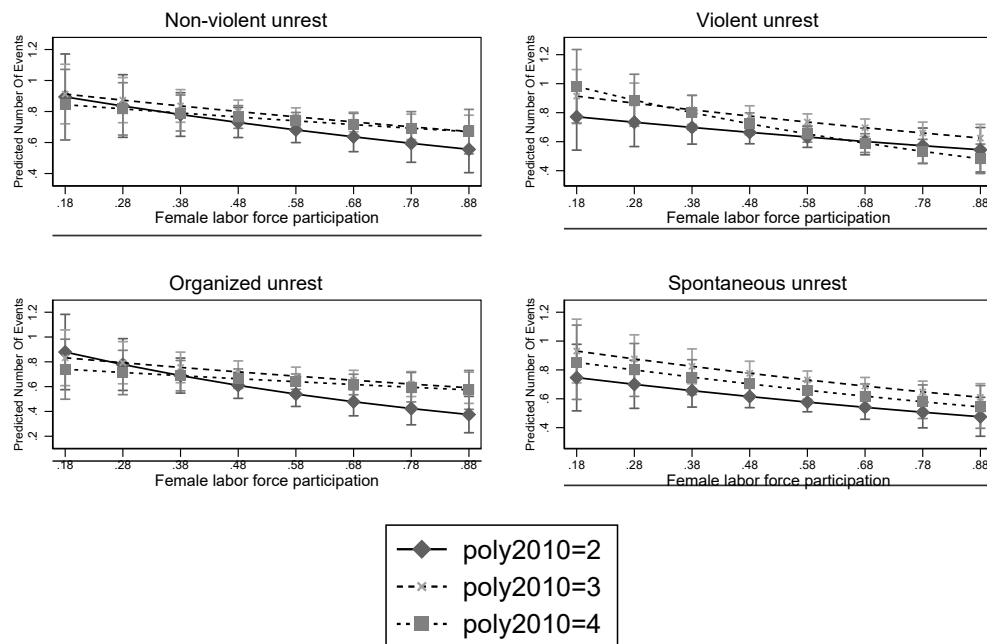 Non-violent unrest
Predicted Number Of Events
.4 .6 .8 1 1.2
.18 .28 .38 .48 .58 .68 .78 .88
Female labor force participation
Violent unrest
Predicted Number Of Events
.4 .6 .8 1 1.2
.18 .28 .38 .48 .58 .68 .78 .88
Female labor force participation
Organized unrest
Predicted Number Of Events
.2 .4 .6 .8 1 1.2
.18 .28 .38 .48 .58 .68 .78 .88
Female labor force participation
Spontaneous unrest
Predicted Number Of Events
.4 .6 .8 1 1.2
.18 .28 .38 .48 .58 .68 .78 .88
Female labor force participation
poly2010=2
poly2010=3
poly2010=4